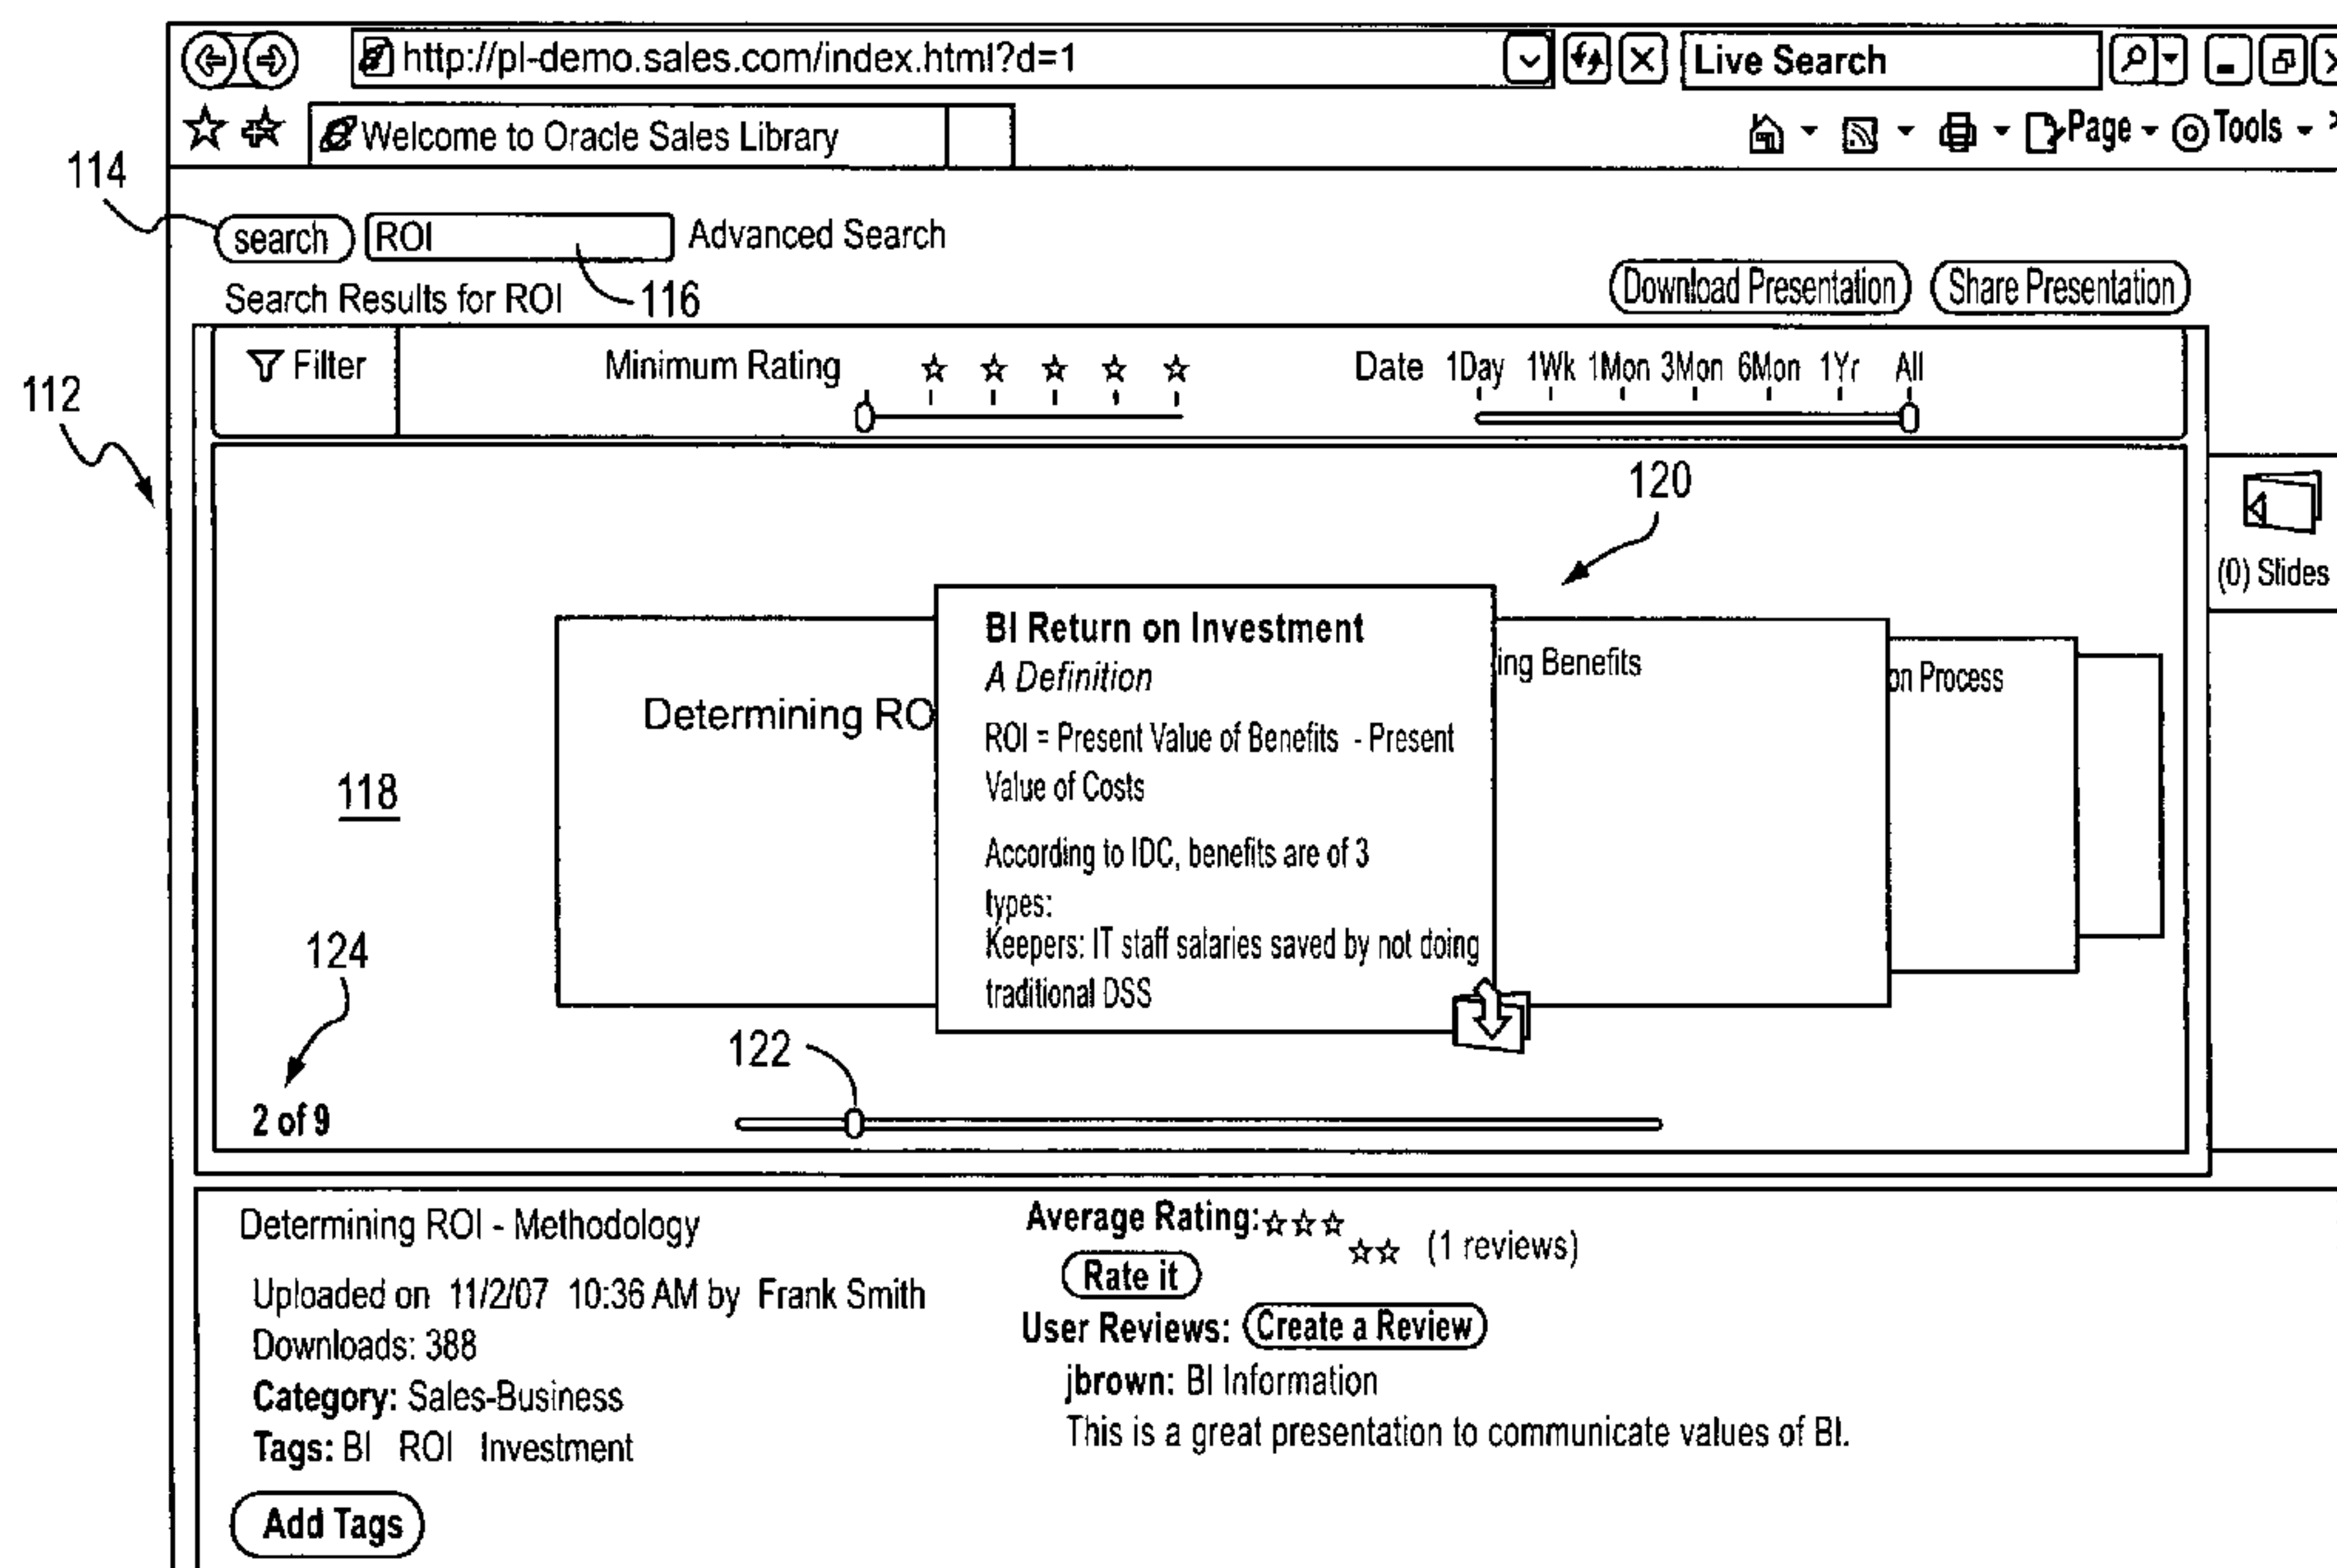 http://pl-demo.sales.com/index.html?d=1
Live Search
Welcome to Oracle Sales Library
Page
Tools
114
search
ROI
Advanced Search
116
Search Results for ROI
Download Presentation
Share Presentation
112
Filter
Minimum Rating
Date 1Day 1Wk 1Mon 3Mon 6Mon 1Yr All
120
(0) Slides
BI Return on Investment
A Definition
ROI = Present Value of Benefits - Present
Value of Costs
According to IDC, benefits are of 3
types:
Keepers: IT staff salaries saved by not doing
traditional DSS
Determining RO
ing Benefits
on Process
118
124
122
2 of 9
Determining ROI - Methodology
Uploaded on 11/2/07 10:36 AM by Frank Smith
Downloads: 388
Category: Sales-Business
Tags: BI ROI Investment
Add Tags
Average Rating:
(1 reviews)
Rate it
User Reviews: Create a Review
jbrown: BI Information
This is a great presentation to communicate values of BI.